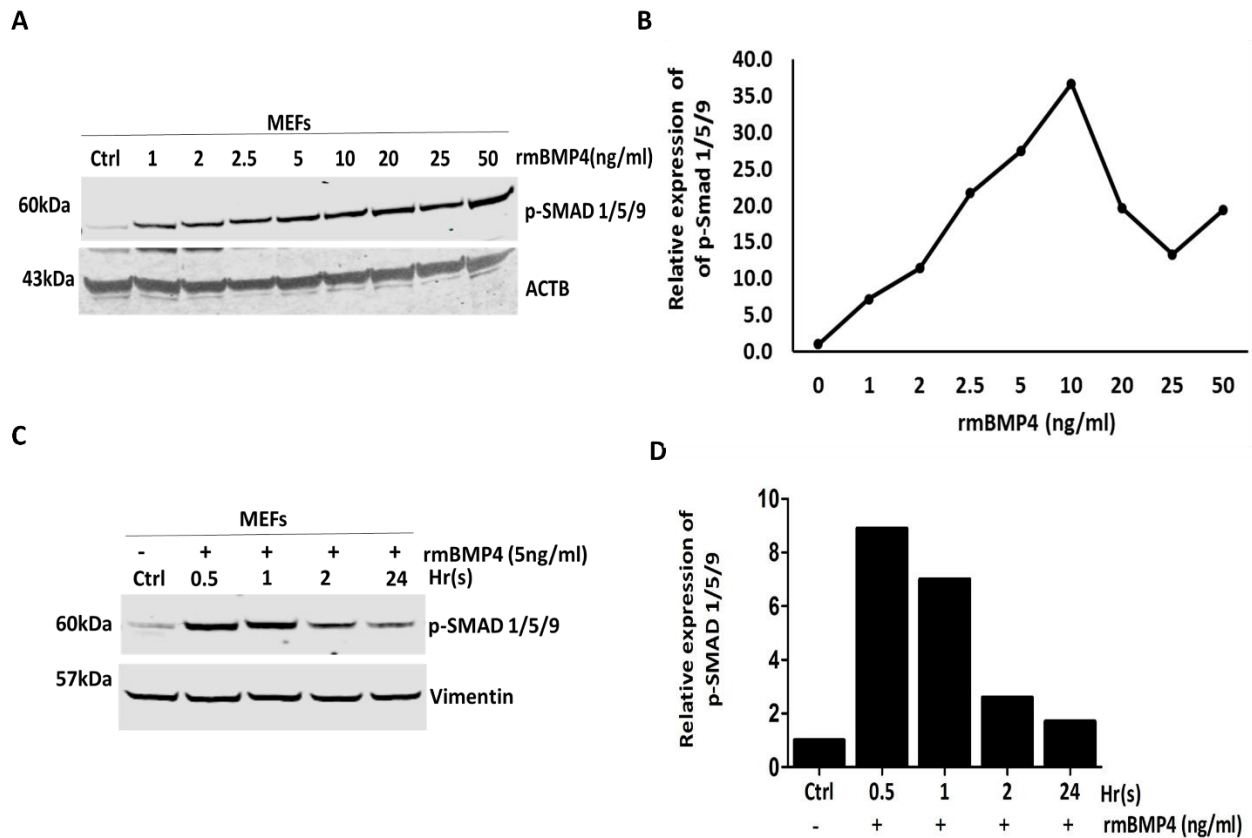 A
MEFs
Ctrl 1 2 2.5 5 10 20 25 50 rmBMP4(ng/ml)
60kDa
p-SMAD 1/5/9
43kDa
ACTB
B
Relative expression of
of p-Smad 1/5/9
40.0
35.0
30.0
25.0
20.0
15.0
10.0
5.0
0.0
0 1 2 2.5 5 10 20 25 50
rmBMP4 (ng/ml)
C
MEFs
- + + + + rmBMP4 (5ng/ml)
Ctrl 0.5 1 2 24 Hr(s)
60kDa
p-SMAD 1/5/9
57kDa
Vimentin
D
Relative expression of
p-SMAD 1/5/9
10
8
6
4
2
0
Ctrl 0.5 1 2 24 Hr(s)
- + + + + rmBMP4 (ng/ml)